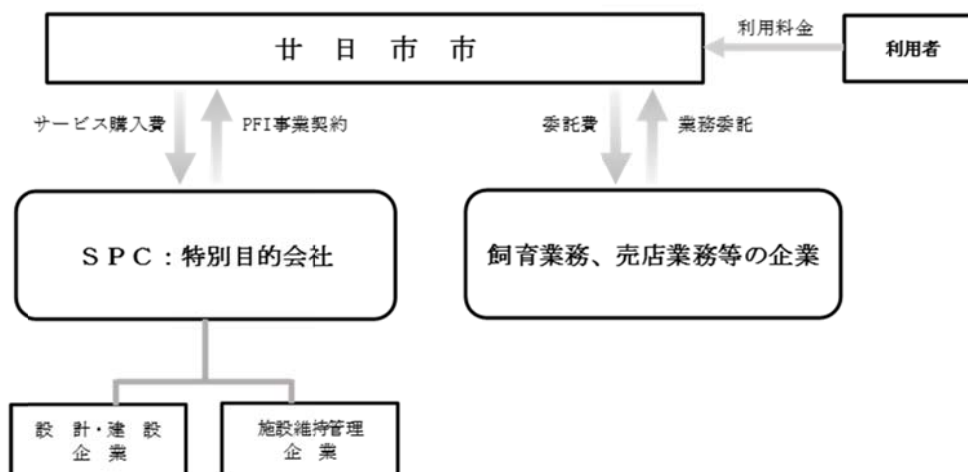 廿日市市
利用料金
利用者
サービス購入費
PFI事業契約
委託費
業務委託
ＳＰＣ：特別目的会社
飼育業務、売店業務等の企業
設計・建設
企業
施設維持管理
企業